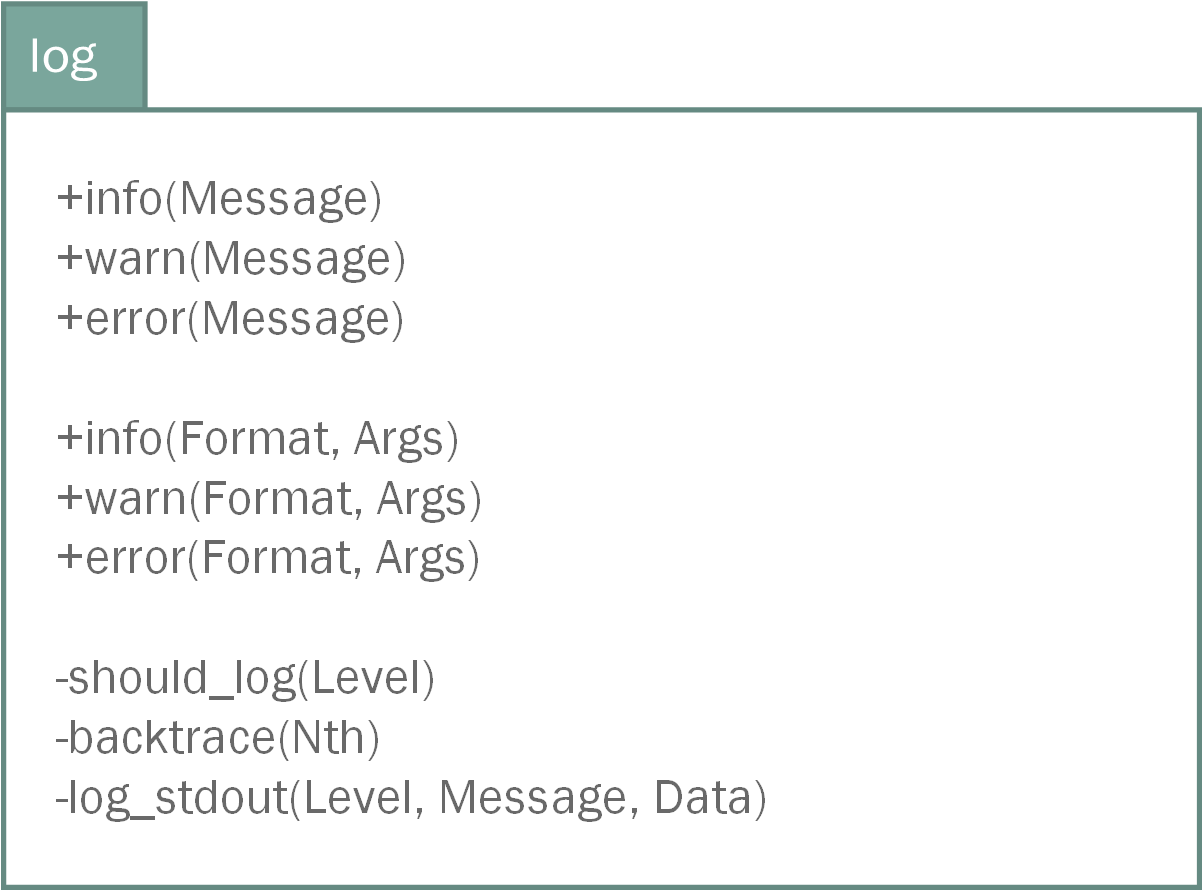 log
+info(Message)
+warn(Message)
+error(Message)
+info(Format, Args)
+warn(Format, Args)
+error(Format, Args)
-should_log(Level)
-backtrace(Nth)
-log_stdout(Level, Message, Data)